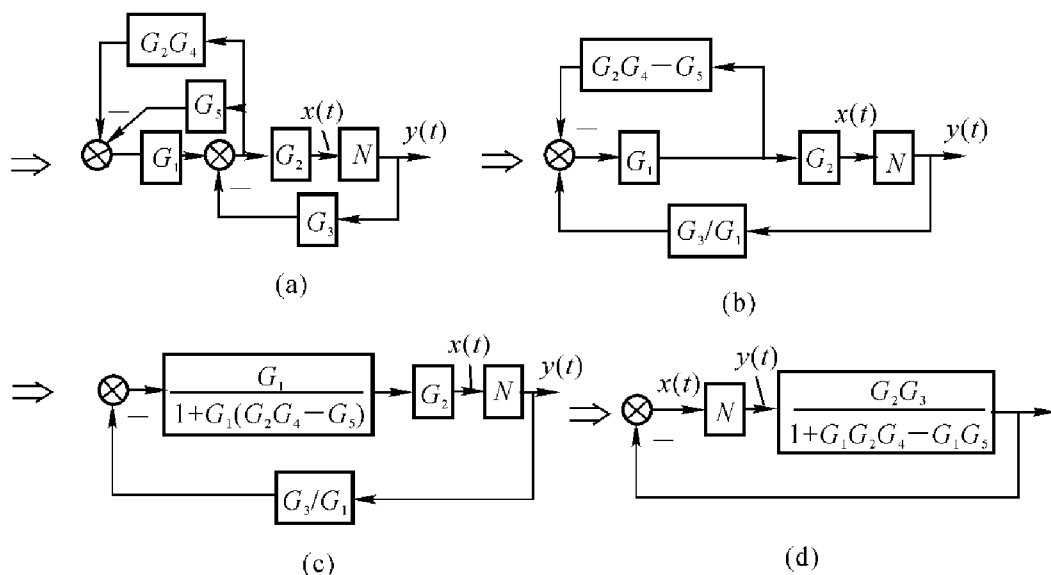 ⇒
G₂G₄
−
G₅
G₁
−
G₂
x(t)
N
y(t)
G₃
(a)
⇒
G₂G₄−G₅
−
G₁
G₂
x(t)
N
y(t)
G₃/G₁
(b)
⇒
−
G₁
1+G₁(G₂G₄−G₅)
G₂
x(t)
N
y(t)
G₃/G₁
(c)
⇒
−
x(t)
N
y(t)
G₂G₃
1+G₁G₂G₄−G₁G₅
(d)